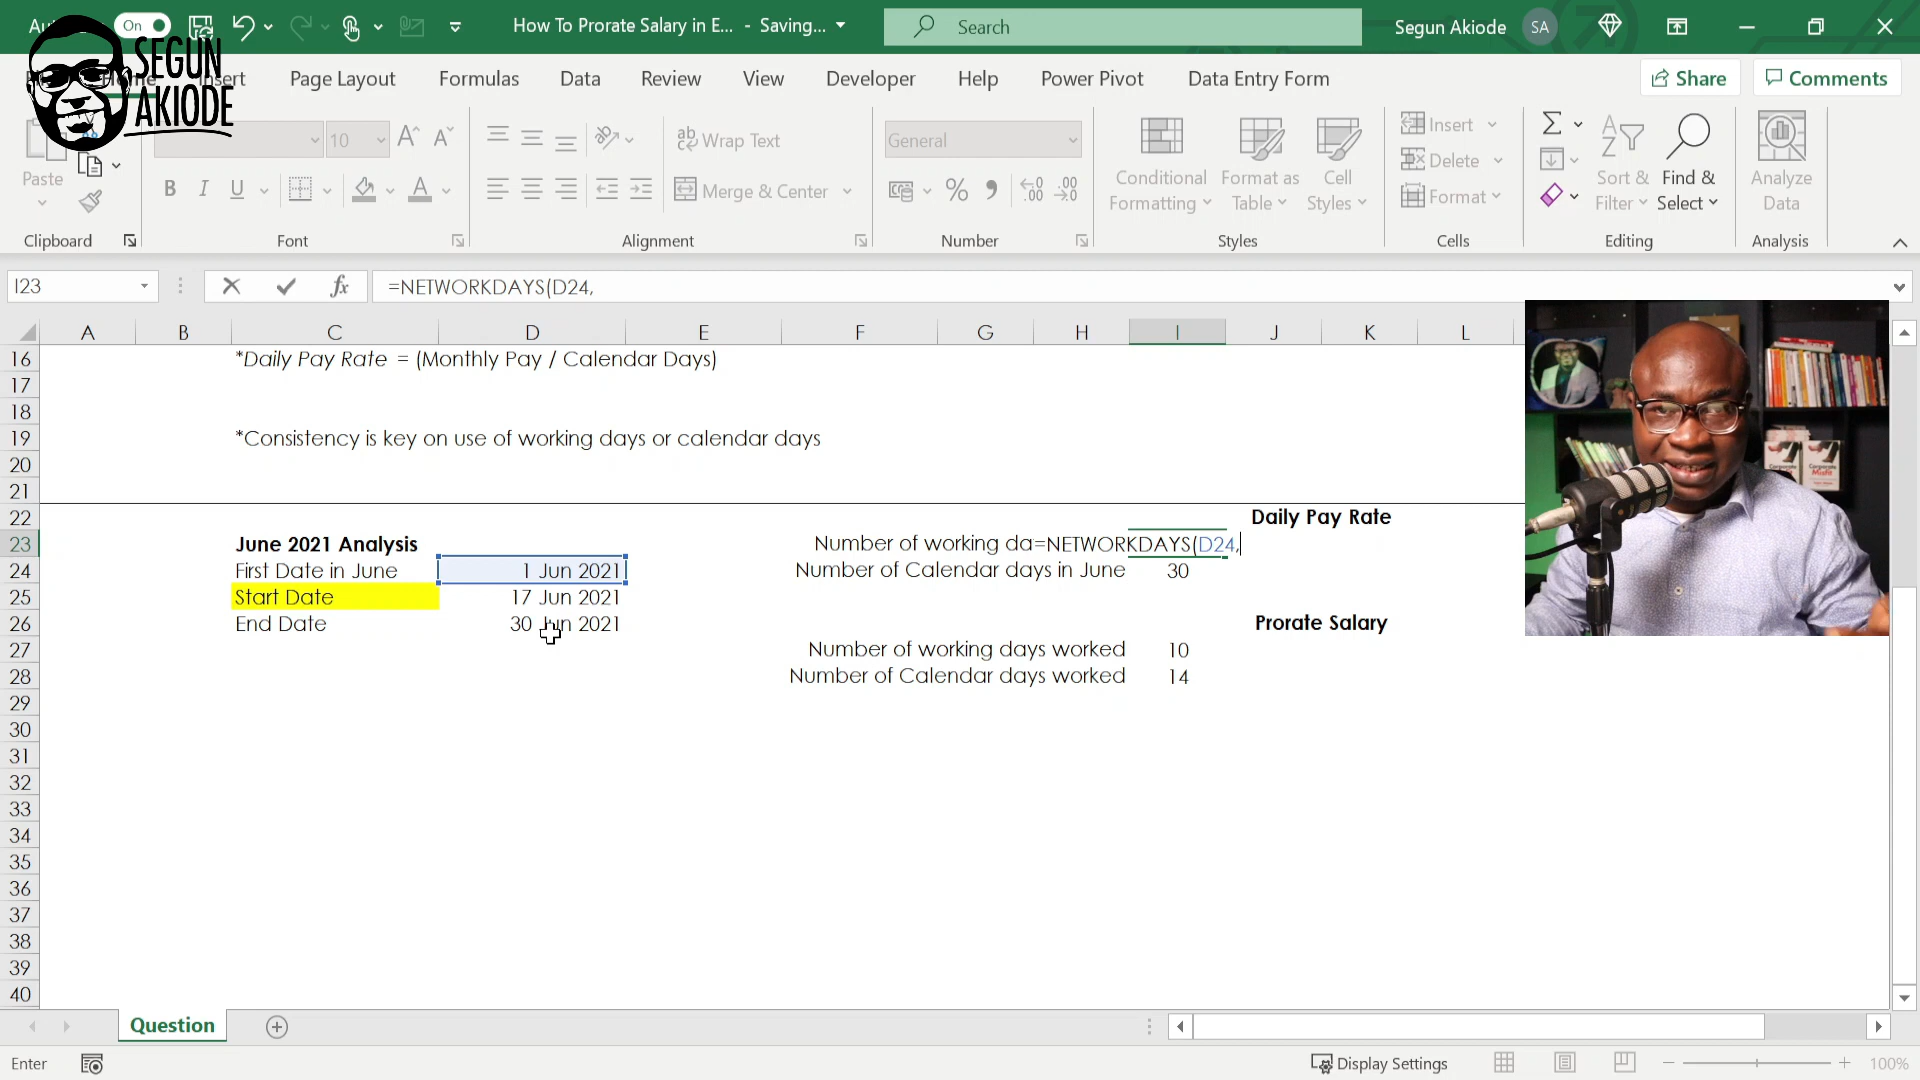 Au
On
How To Prorate Salary in E... - Saving...
Search
Segun Akiode
SA
SEGUN
AKIODE
Insert
Page Layout
Formulas
Data
Review
View
Developer
Help
Power Pivot
Data Entry Form
Share
Comments
Paste
Clipboard
10
A
A
B
I
U
A
Font
ab
Wrap Text
Merge & Center
Alignment
General
%
Number
Conditional
Formatting
Format as
Table
Cell
Styles
Styles
Insert
Delete
Format
Cells
Sort &
Filter
Find &
Select
Editing
Analyze
Data
Analysis
I23
fx
=NETWORKDAYS(D24,
A B C D E F G H I J K L
16 *Daily Pay Rate = (Monthly Pay / Calendar Days)
17
18
19 *Consistency is key on use of working days or calendar days
20
21
22 Daily Pay Rate
23 June 2021 Analysis Number of working da=NETWORKDAYS(D24,
24 First Date in June 1 Jun 2021 Number of Calendar days in June 30
25 Start Date 17 Jun 2021
26 End Date 30 Jun 2021 Prorate Salary
27 Number of working days worked 10
28 Number of Calendar days worked 14
29
30
31
32
33
34
35
36
37
38
39
40
Question
Enter
Display Settings
100%